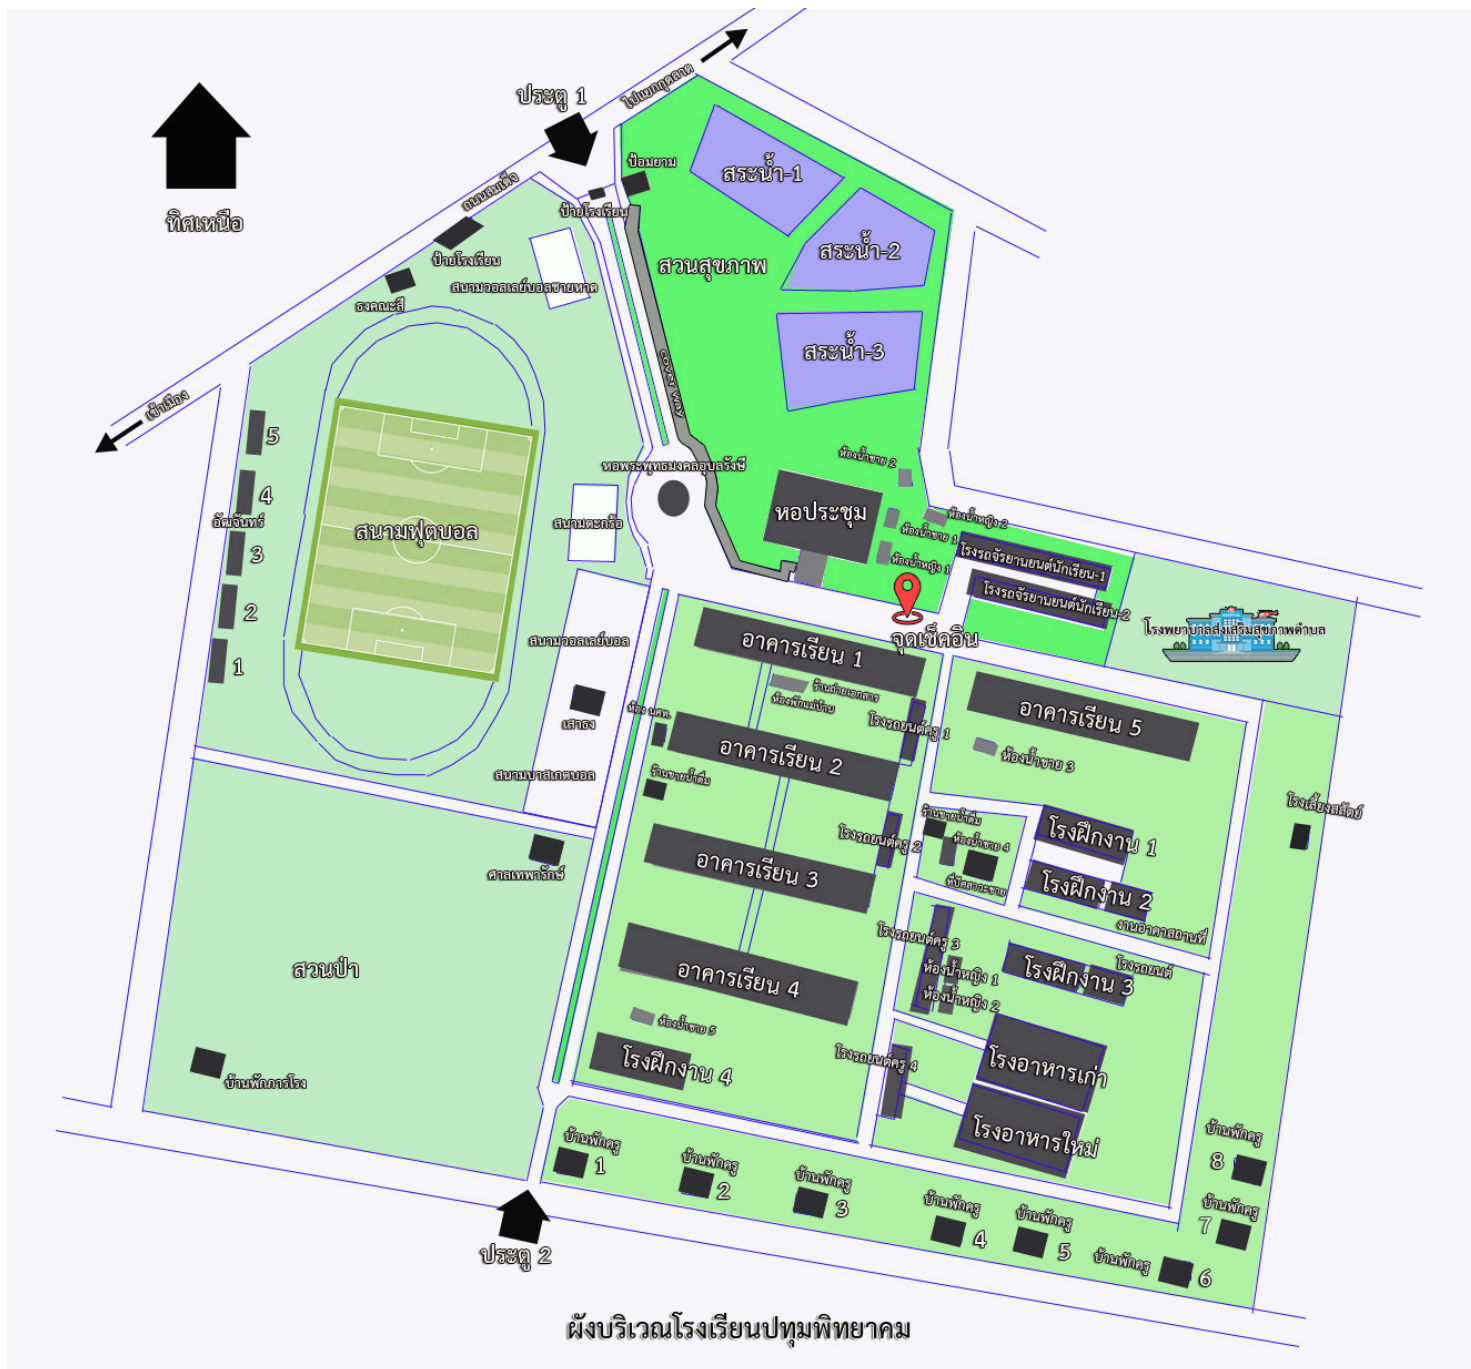 ประตู 1
ไปแยกกุดลาด
ทิศเหนือ
ป้อมยาม
ถนนสมเด็จ
ป้ายโรงเรียน
ป้ายโรงเรียน
ธงคณะสี
สนามวอลเลย์บอลชายหาด
สระน้ำ-1
สระน้ำ-2
สวนสุขภาพ
สระน้ำ-3
cover way
เข้าเมือง
5
4
อัฒจันทร์
3
2
1
สนามฟุตบอล
หอพระพุทธมงคลอุบลรังษี
สนามตะกร้อ
ห้องน้ำชาย 2
หอประชุม
ห้องน้ำหญิง 2
ห้องน้ำชาย 1
ห้องน้ำหญิง 1
โรงรถจัรยานยนต์นักเรียน-1
โรงรถจัรยานยนต์นักเรียน-2
จุดเช็คอิน
โรงพยาบาลส่งเสริมสุขภาพตำบล
สนามวอลเลย์บอล
อาคารเรียน 1
ร้านถ่ายเอกสาร
ห้องพักแม่บ้าน
เสาธง
ห้อง นศท.
โรงรถยนต์ครู 1
อาคารเรียน 5
อาคารเรียน 2
ห้องน้ำชาย 3
สนามบาสเกตบอล
ร้านขายน้ำดื่ม
โรงเลี้ยงสสัตย์
ร้านขายน้ำดื่ม
โรงรถยนต์ครู 2
ห้องน้ำชาย 4
โรงฝึกงาน 1
ศาลเทพารักษ์
อาคารเรียน 3
ที่ปัสสาวะชาย
โรงฝึกงาน 2
งานอาคาสถานที่
โรงรถยนต์ครู 3
สวนป่า
อาคารเรียน 4
ห้องน้ำหญิง 1
โรงรถยนต์
โรงฝึกงาน 3
ห้องน้ำหญิง 2
ห้องน้ำชาย 5
โรงรถยนต์ครู 4
โรงฝึกงาน 4
โรงอาหารเก่า
บ้านพักภารโรง
โรงอาหารใหม่
บ้านพักครู
1
บ้านพักครู
2
บ้านพักครู
3
บ้านพักครู
4
บ้านพักครู
5
บ้านพักครู
6
บ้านพักครู
7
บ้านพักครู
8
ประตู 2
ผังบริเวณโรงเรียนปทุมพิทยาคม